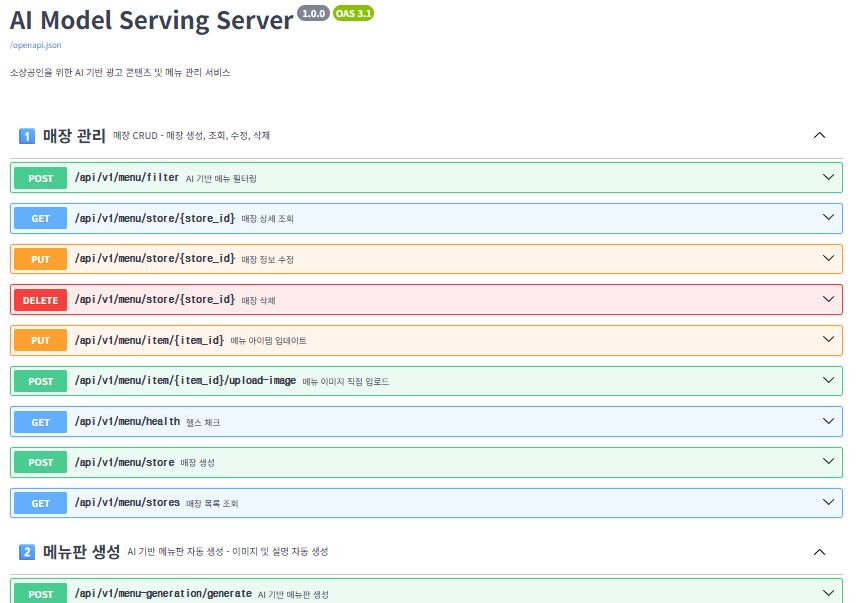 AI Model Serving Server 1.0.0 OAS 3.1
/openapi.json
소상공인을 위한 AI 기반 광고 콘텐츠 및 메뉴 관리 서비스
1 매장 관리 매장 CRUD - 매장 생성, 조회, 수정, 삭제
POST /api/v1/menu/filter AI 기반 메뉴 필터링
GET /api/v1/menu/store/{store_id} 매장 상세 조회
PUT /api/v1/menu/store/{store_id} 매장 정보 수정
DELETE /api/v1/menu/store/{store_id} 매장 삭제
PUT /api/v1/menu/item/{item_id} 메뉴 아이템 업데이트
POST /api/v1/menu/item/{item_id}/upload-image 메뉴 이미지 직접 업로드
GET /api/v1/menu/health 헬스 체크
POST /api/v1/menu/store 매장 생성
GET /api/v1/menu/stores 매장 목록 조회
2 메뉴판 생성 AI 기반 메뉴판 자동 생성 - 이미지 및 설명 자동 생성
POST /api/v1/menu-generation/generate AI 기반 메뉴판 생성